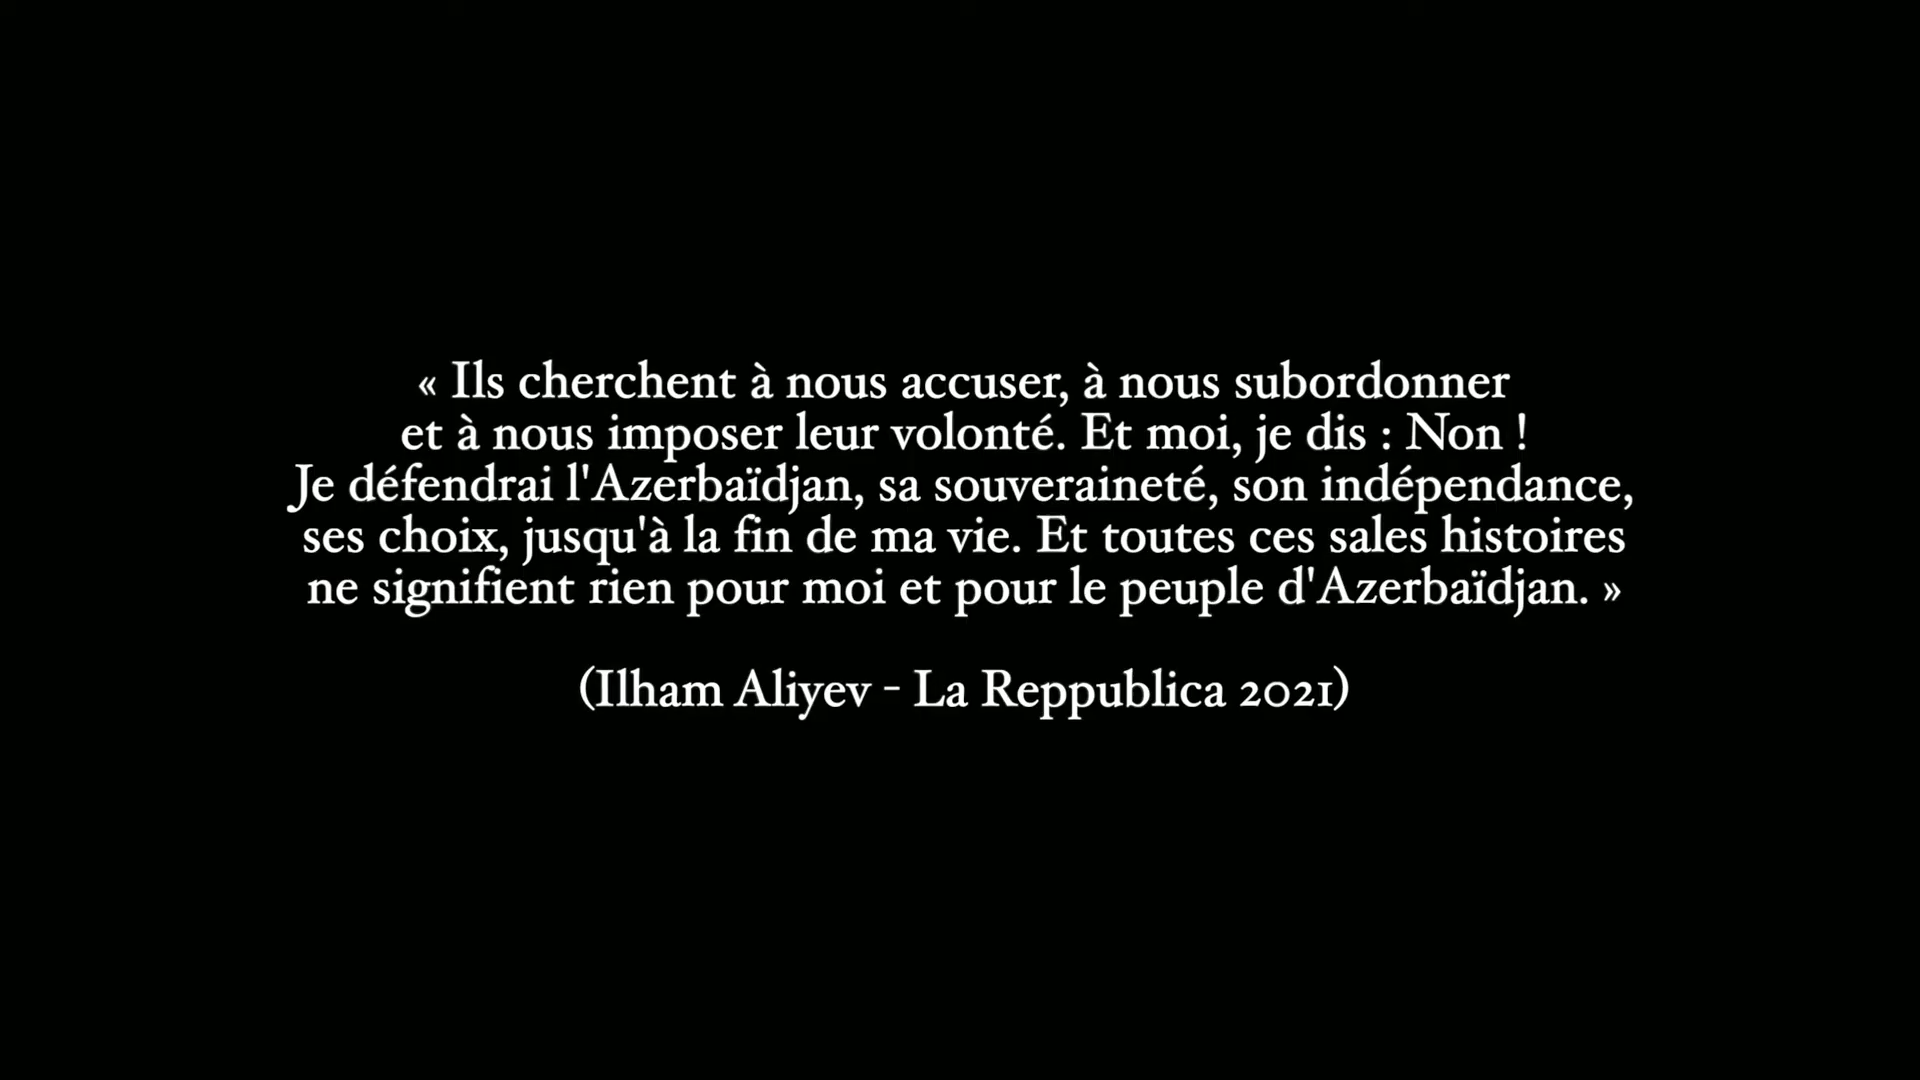 « Ils cherchent à nous accuser, à nous subordonner
et à nous imposer leur volonté. Et moi, je dis : Non !
Je défendrai l'Azerbaïdjan, sa souveraineté, son indépendance,
ses choix, jusqu'à la fin de ma vie. Et toutes ces sales histoires
ne signifient rien pour moi et pour le peuple d'Azerbaïdjan. »
(Ilham Aliyev - La Reppublica 2021)